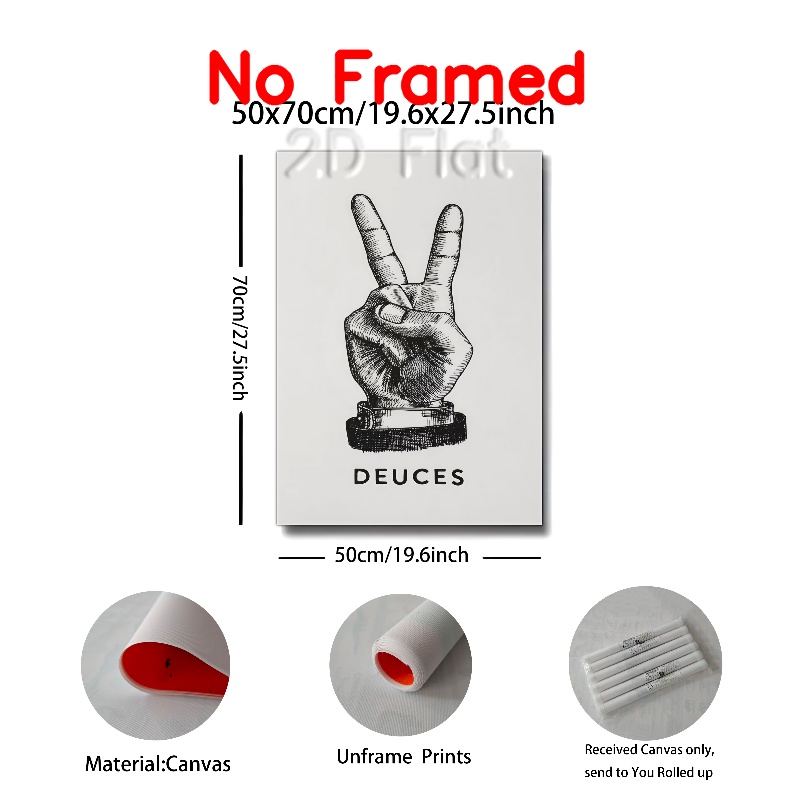 No Framed
50x70cm/19.6x27.5inch
2D Flat
70cm/27.5inch
DEUCES
50cm/19.6inch
Material:Canvas
Unframe Prints
Received Canvas only,
send to You Rolled up